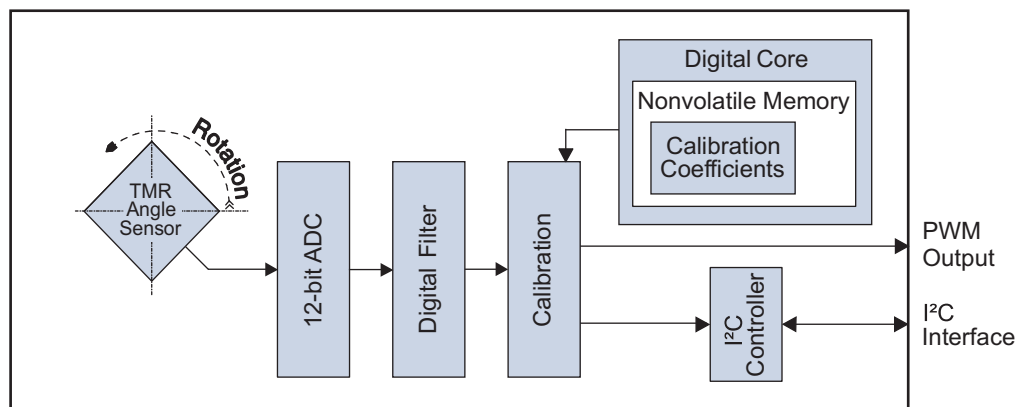 Rotation
TMR
Angle
Sensor
12-bit ADC
Digital Filter
Calibration
Digital Core
Nonvolatile Memory
Calibration
Coefficients
I²C
Controller
PWM
Output
I²C
Interface